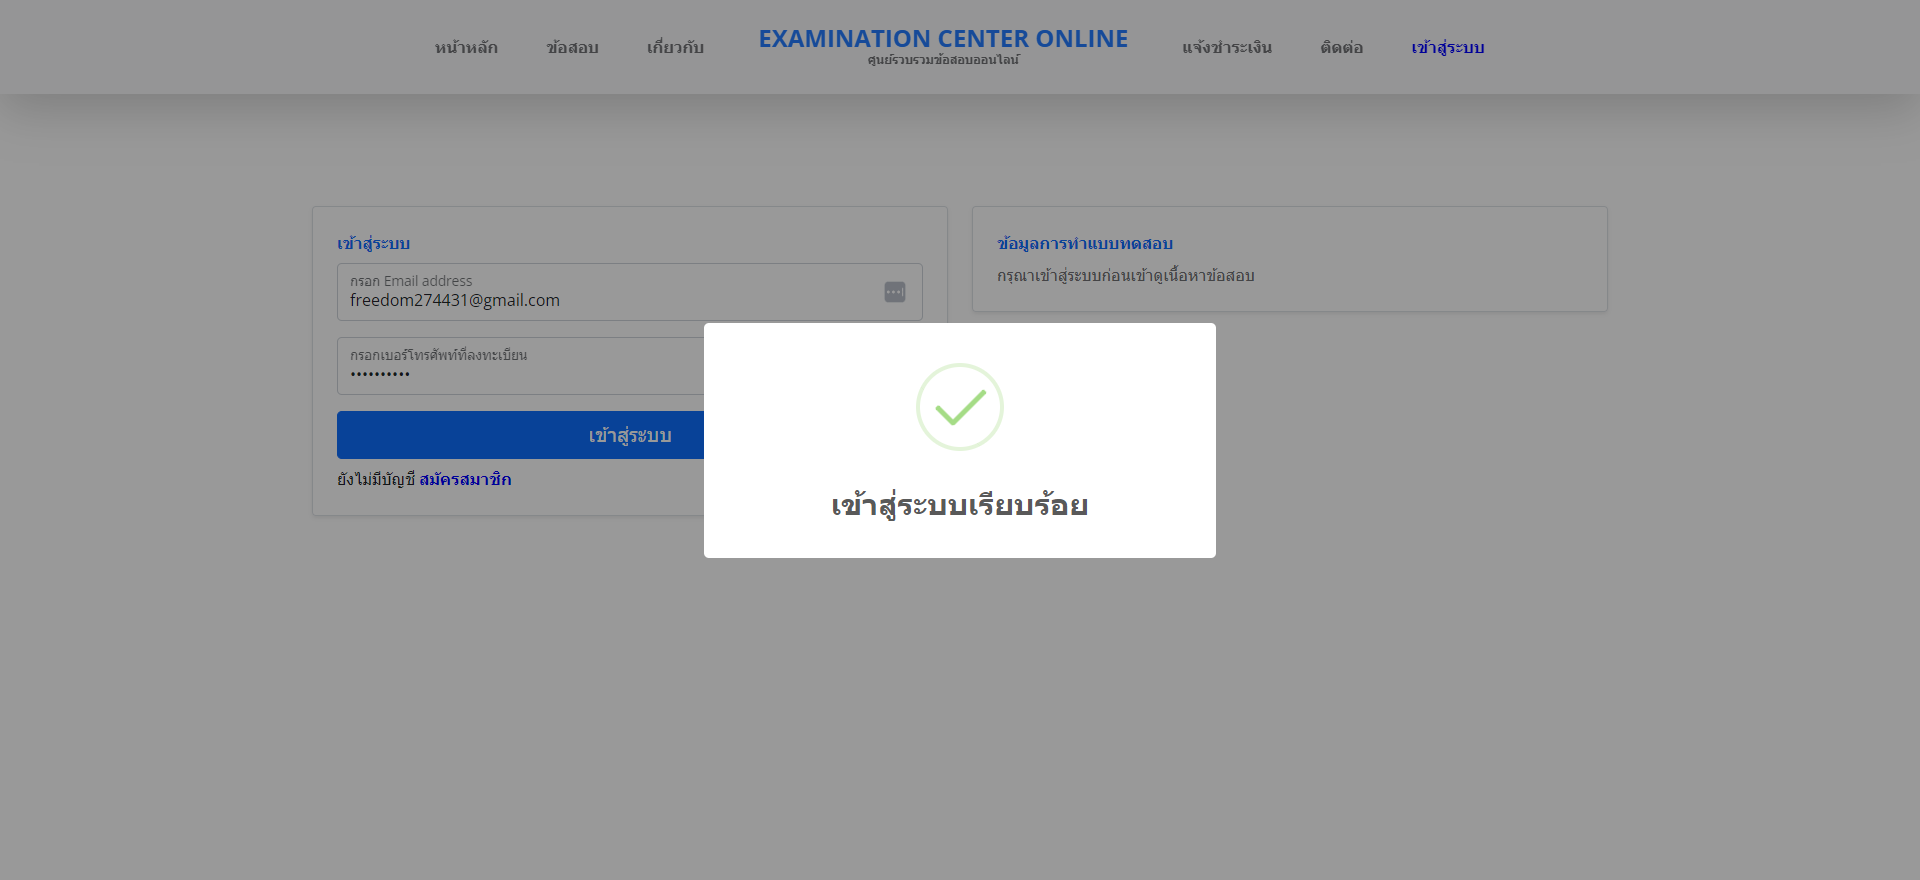 หน้าหลัก
ข้อสอบ
เกี่ยวกับ
EXAMINATION CENTER ONLINE
ศูนย์รวบรวมข้อสอบออนไลน์
แจ้งชำระเงิน
ติดต่อ
เข้าสู่ระบบ
เข้าสู่ระบบ
กรอก Email address
freedom274431@gmail.com
กรอกเบอร์โทรศัพท์ที่ลงทะเบียน
••••••••••
เข้าสู่ระบบ
ยังไม่มีบัญชี สมัครสมาชิก
ข้อมูลการทำแบบทดสอบ
กรุณาเข้าสู่ระบบก่อนเข้าดูเนื้อหาข้อสอบ
เข้าสู่ระบบเรียบร้อย